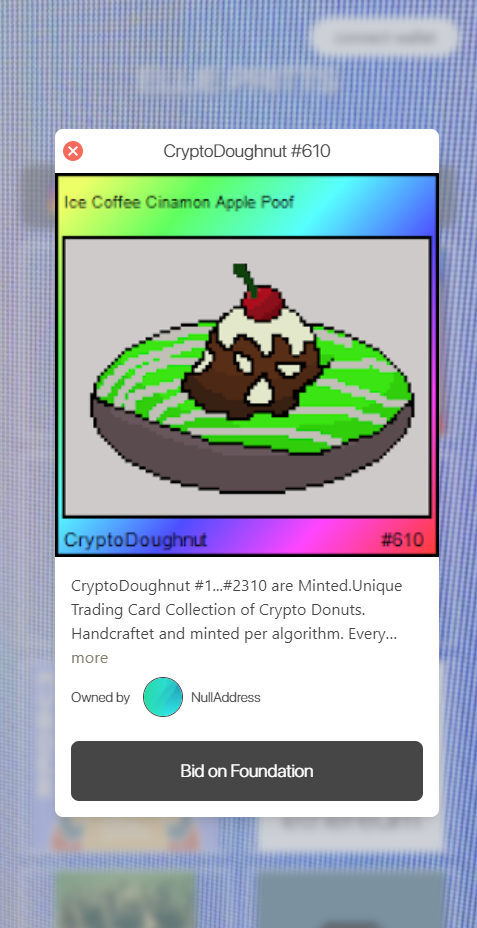 CryptoDoughnut #610
Ice Coffee Cinamon Apple Poof
CryptoDoughnut #610
CryptoDoughnut #1...#2310 are Minted.Unique
Trading Card Collection of Crypto Donuts.
Handcraftet and minted per algorithm. Every...
more
Owned by NullAddress
Bid on Foundation